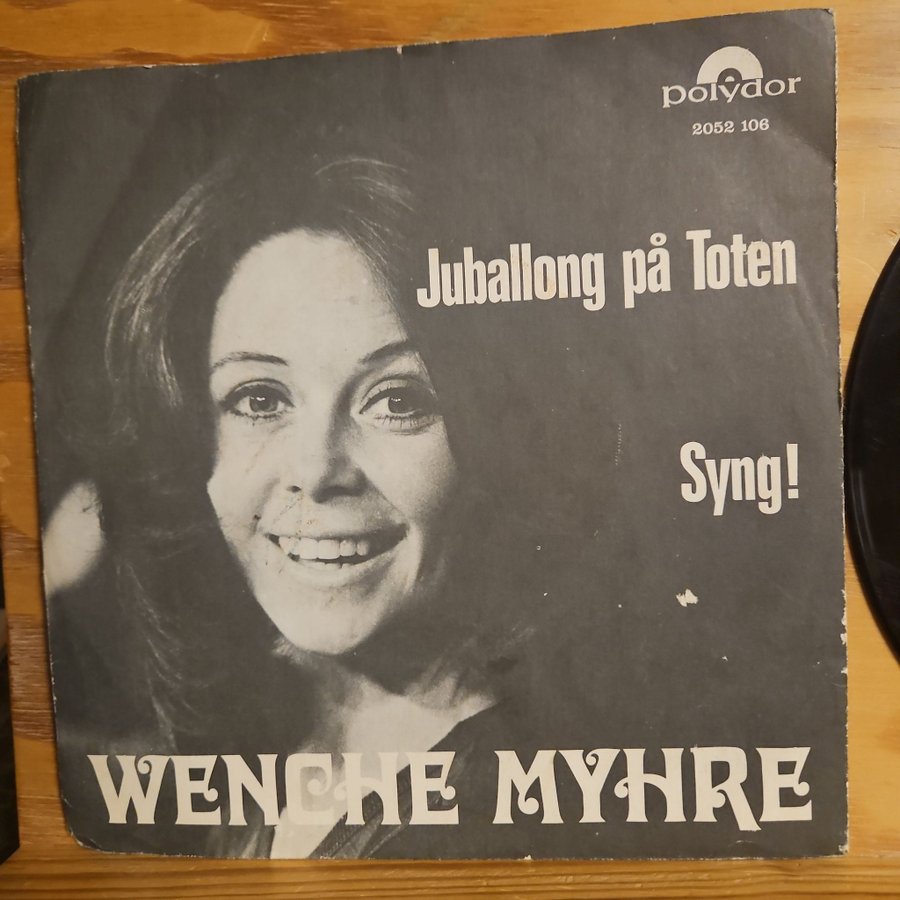 polydor
2052 106
Juballong på Toten
Syng!
WENCHE MYHRE